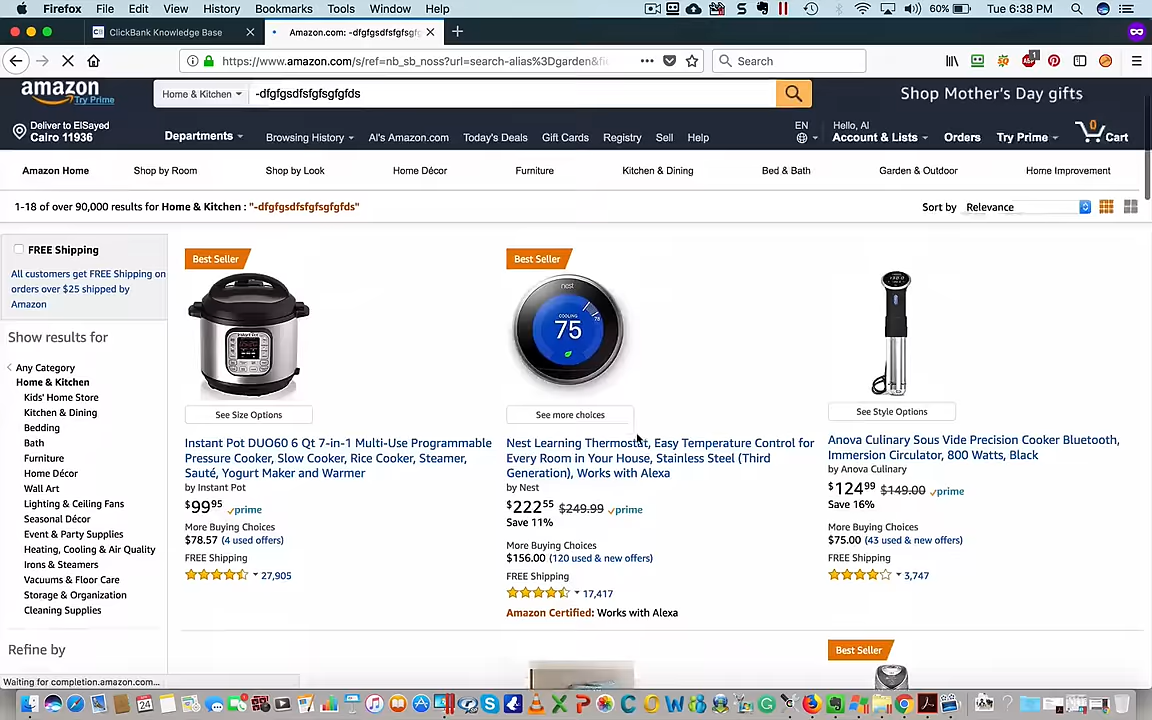 Firefox File Edit View History Bookmarks Tools Window Help 60% Tue 6:38 PM
ClickBank Knowledge Base
Amazon.com: -dfgfgsdfsfgfsgf
https://www.amazon.com/s/ref=nb_sb_noss?url=search-alias%3Dgarden&fie
Search
amazon
Try Prime
Home & Kitchen
-dfgfgsdfsfgfsgfgfds
Shop Mother's Day gifts
Deliver to ElSayed
Cairo 11936
Departments
Browsing History Al's Amazon.com Today's Deals Gift Cards Registry Sell Help
EN
Hello, Al
Account & Lists
Orders
Try Prime
0
Cart
Amazon Home Shop by Room Shop by Look Home Décor Furniture Kitchen & Dining Bed & Bath Garden & Outdoor Home Improvement
1-18 of over 90,000 results for Home & Kitchen : "-dfgfgsdfsfgfsgfgfds"
Sort by Relevance
FREE Shipping
All customers get FREE Shipping on
orders over $25 shipped by
Amazon
Show results for
Any Category
Home & Kitchen
Kids' Home Store
Kitchen & Dining
Bedding
Bath
Furniture
Home Décor
Wall Art
Lighting & Ceiling Fans
Seasonal Décor
Event & Party Supplies
Heating, Cooling & Air Quality
Irons & Steamers
Vacuums & Floor Care
Storage & Organization
Cleaning Supplies
Refine by
Best Seller
See Size Options
Instant Pot DUO60 6 Qt 7-in-1 Multi-Use Programmable
Pressure Cooker, Slow Cooker, Rice Cooker, Steamer,
Sauté, Yogurt Maker and Warmer
by Instant Pot
$9995 prime
More Buying Choices
$78.57 (4 used offers)
FREE Shipping
27,905
Best Seller
nest
COOLING
75
See more choices
Nest Learning Thermostat, Easy Temperature Control for
Every Room in Your House, Stainless Steel (Third
Generation), Works with Alexa
by Nest
$22255 $249.99 prime
Save 11%
More Buying Choices
$156.00 (120 used & new offers)
FREE Shipping
17,417
Amazon Certified: Works with Alexa
See Style Options
Anova Culinary Sous Vide Precision Cooker Bluetooth,
Immersion Circulator, 800 Watts, Black
by Anova Culinary
$12499 $149.00 prime
Save 16%
More Buying Choices
$75.00 (43 used & new offers)
FREE Shipping
3,747
Best Seller
Waiting for completion.amazon.com...